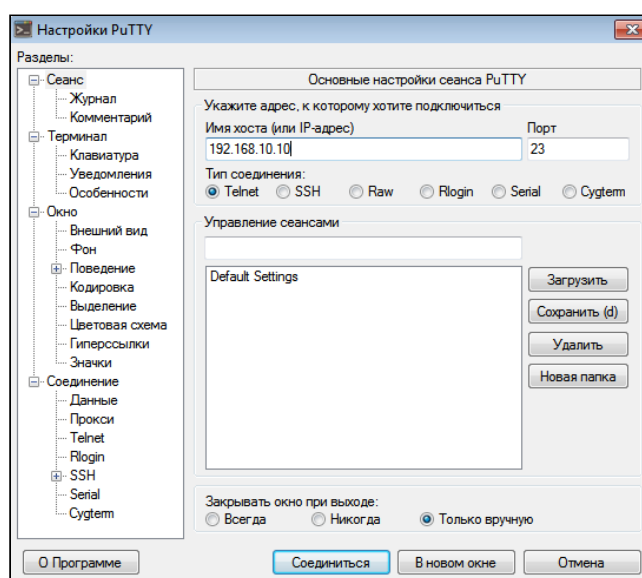 Настройки PuTTY
Разделы:
Сеанс
Журнал
Комментарий
Терминал
Клавиатура
Уведомления
Особенности
Окно
Внешний вид
Фон
Поведение
Кодировка
Выделение
Цветовая схема
Гиперссылки
Значки
Соединение
Данные
Прокси
Telnet
Rlogin
SSH
Serial
Cygterm
Основные настройки сеанса PuTTY
Укажите адрес, к которому хотите подключиться
Имя хоста (или IP-адрес) Порт
192.168.10.10 23
Тип соединения:
Telnet SSH Raw Rlogin Serial Cygterm
Управление сеансами
Default Settings
Загрузить
Сохранить (d)
Удалить
Новая папка
Закрывать окно при выходе:
Всегда Никогда Только вручную
О Программе Соединиться В новом окне Отмена